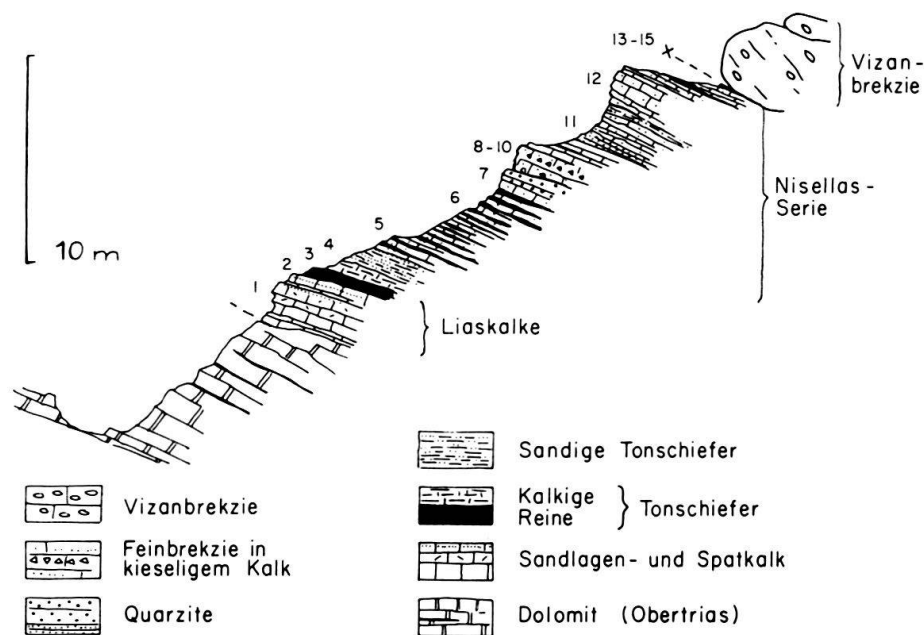 13-15
12
Vizan-
brekzie
11
8-10
7
Nisellas-
Serie
6
5
4
3
2
1
10 m
Liaskalke
Sandige Tonschiefer
Vizanbrekzie
Kalkige
Reine
Tonschiefer
Feinbrekzie in
kieseligem Kalk
Sandlagen- und Spatkalk
Quarzite
Dolomit (Obertrias)